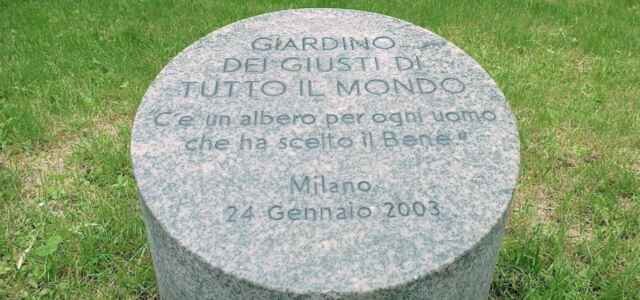 GIARDINO
DEI GIUSTI DI
TUTTO IL MONDO
C'e un albero per ogni uomo
che ha scelto il Bene."
Milano
24 Gennaio 2003